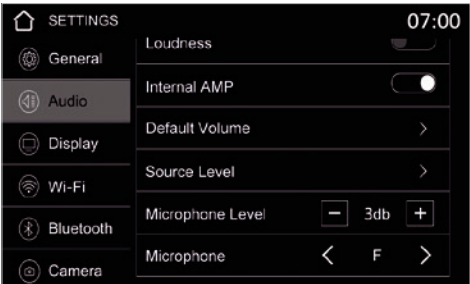 SETTINGS
07:00
General
Audio
Display
Wi-Fi
Bluetooth
Camera
Loudness
Internal AMP
Default Volume
>
Source Level
>
Microphone Level
− 3db +
Microphone
< F >